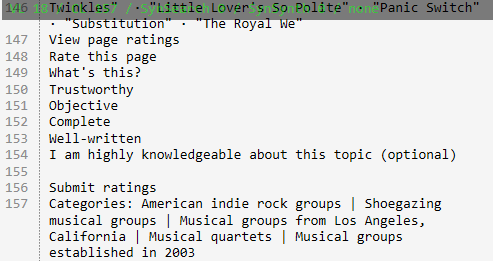 146 Twinkles" · "Little Lover's So Polite" · "Panic Switch"
· "Substitution" · "The Royal We"
147 View page ratings
148 Rate this page
149 What's this?
150 Trustworthy
151 Objective
152 Complete
153 Well-written
154 I am highly knowledgeable about this topic (optional)
155
156 Submit ratings
157 Categories: American indie rock groups | Shoegazing
musical groups | Musical groups from Los Angeles,
California | Musical quartets | Musical groups
established in 2003